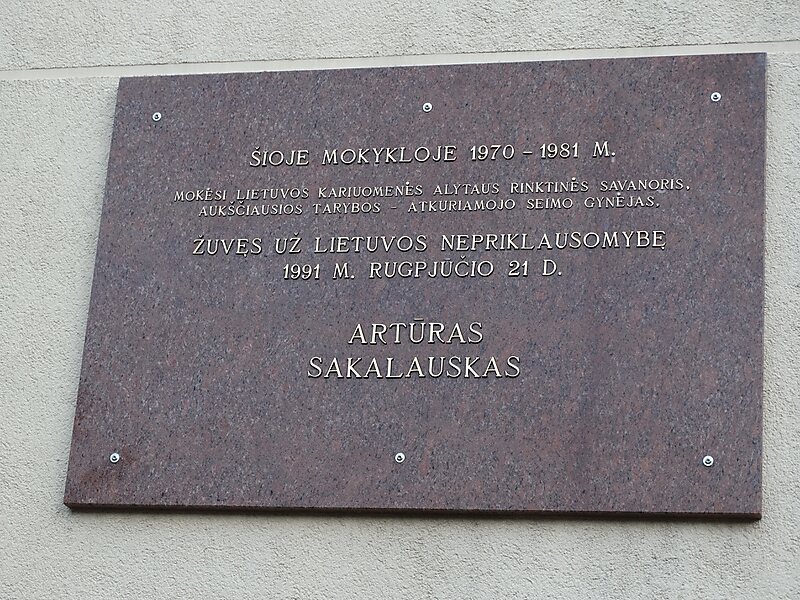 ŠIOJE MOKYKLOJE 1970 – 1981 M.
MOKĖSI LIETUVOS KARIUOMENĖS ALYTAUS RINKTINĖS SAVANORIS,
AUKŠČIAUSIOS TARYBOS – ATKURIAMOJO SEIMO GYNĖJAS.
ŽUVĘS UŽ LIETUVOS NEPRIKLAUSOMYBĘ
1991 M. RUGPJŪČIO 21 D.
ARTŪRAS
SAKALAUSKAS